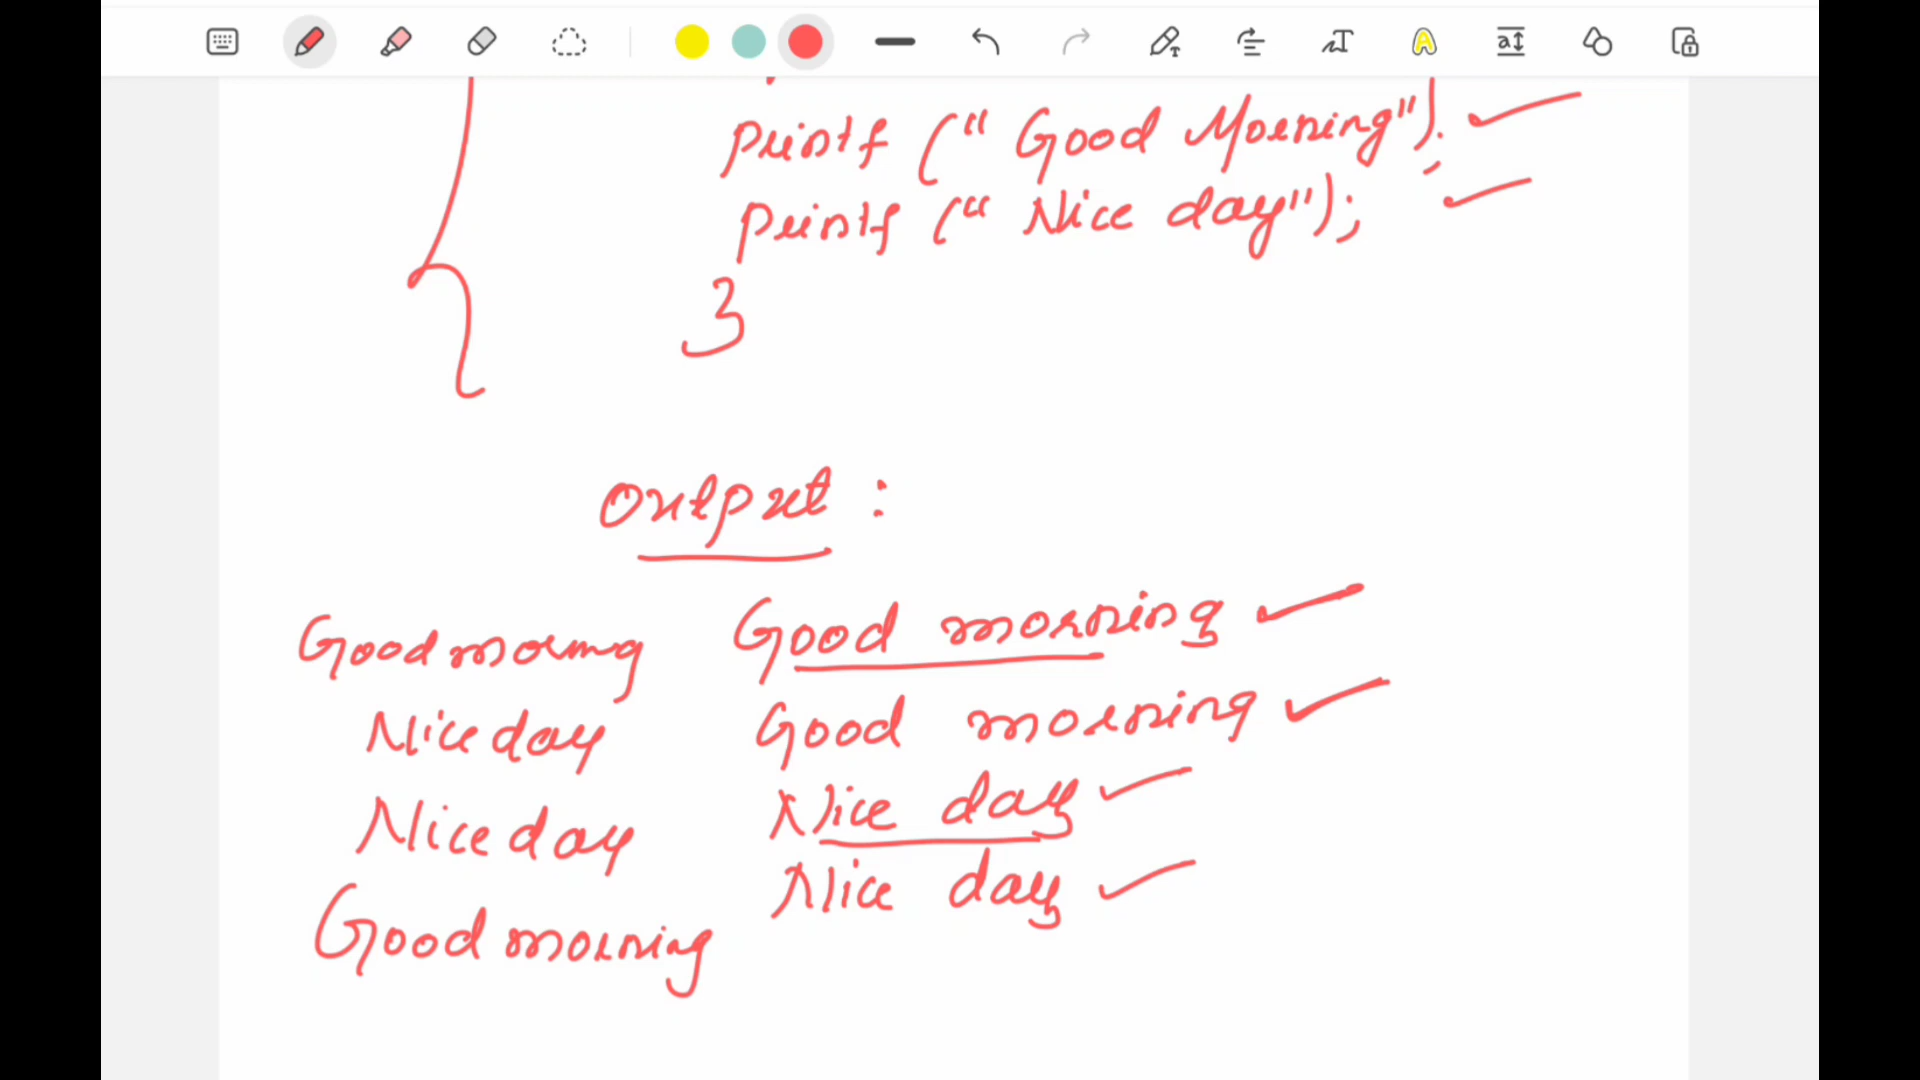 printf (" Good Morning");
printf (" Nice day");
}
Output :
Good morning
Good morning
Nice day
Good morning
Nice day
Nice day
Good morning
Nice day